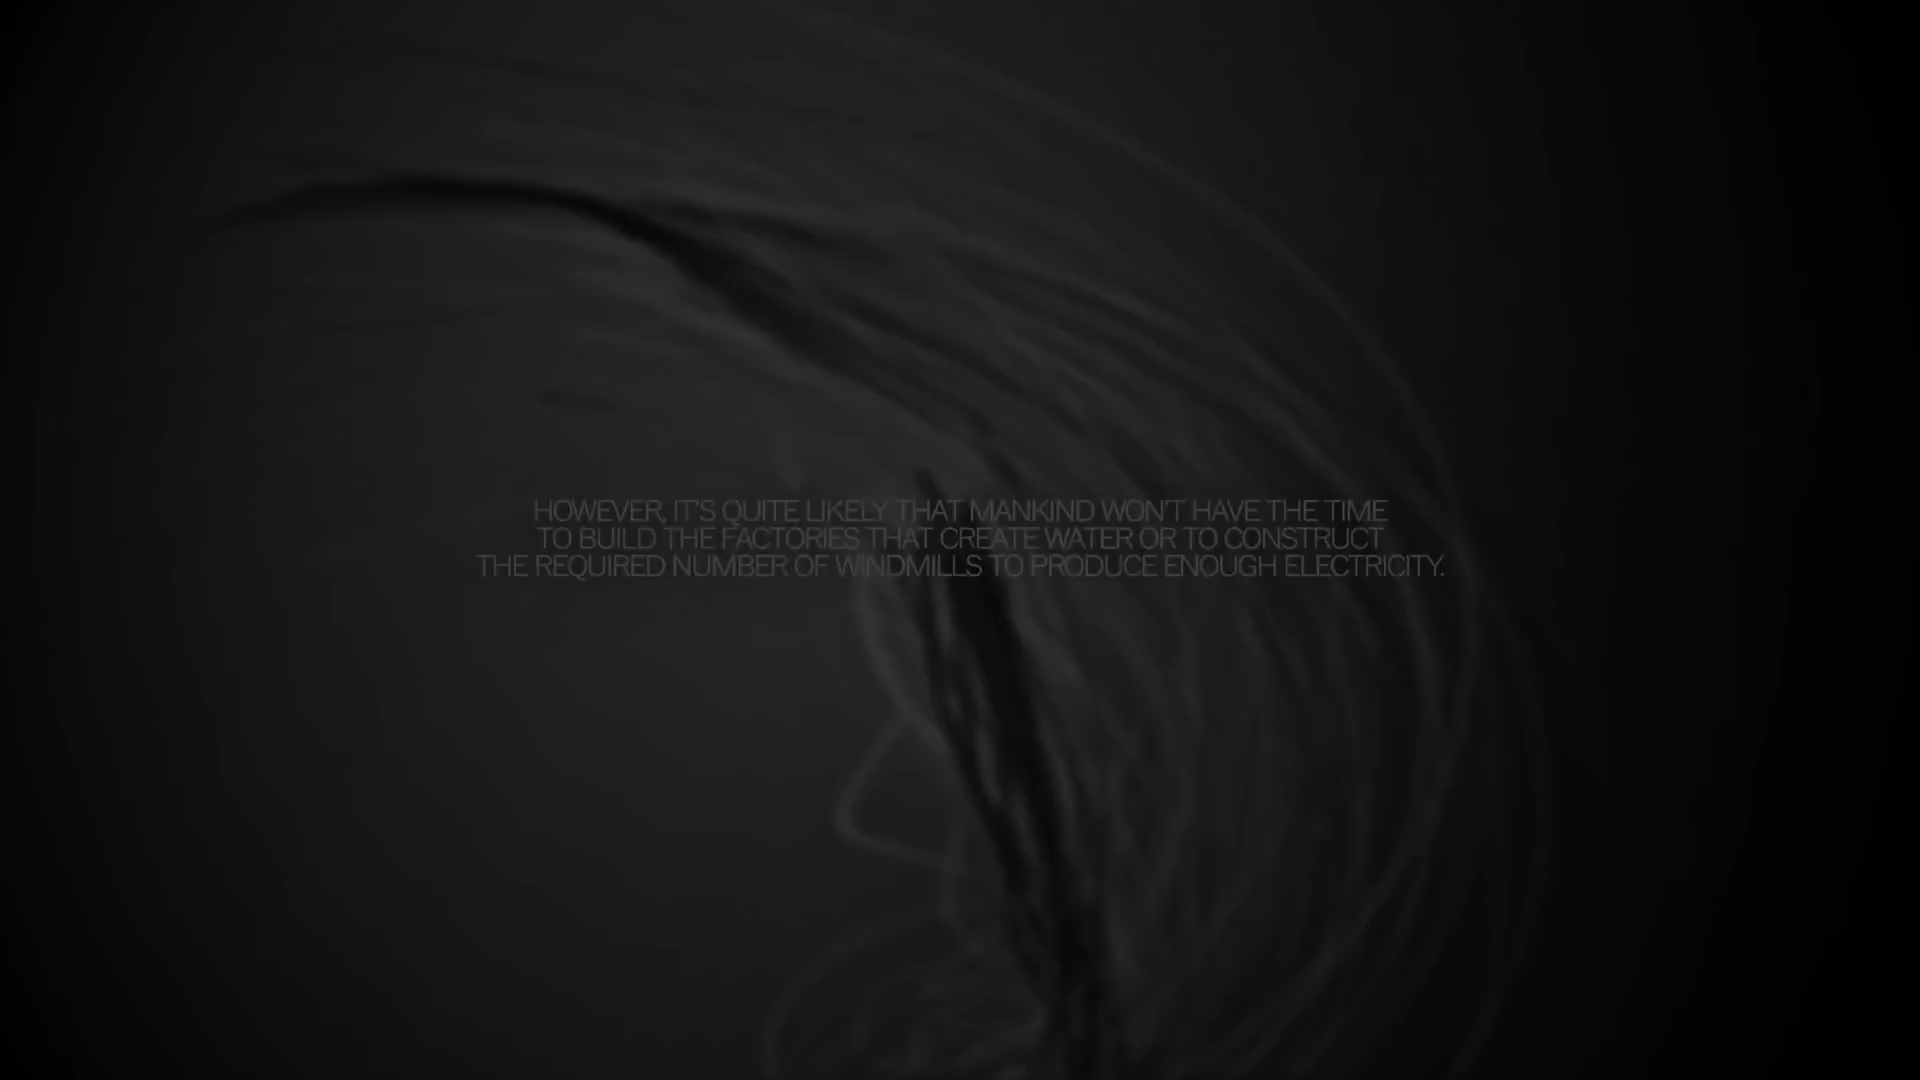 HOWEVER, IT'S QUITE LIKELY THAT MANKIND WON'T HAVE THE TIME
TO BUILD THE FACTORIES THAT CREATE WATER OR TO CONSTRUCT
THE REQUIRED NUMBER OF WINDMILLS TO PRODUCE ENOUGH ELECTRICITY.